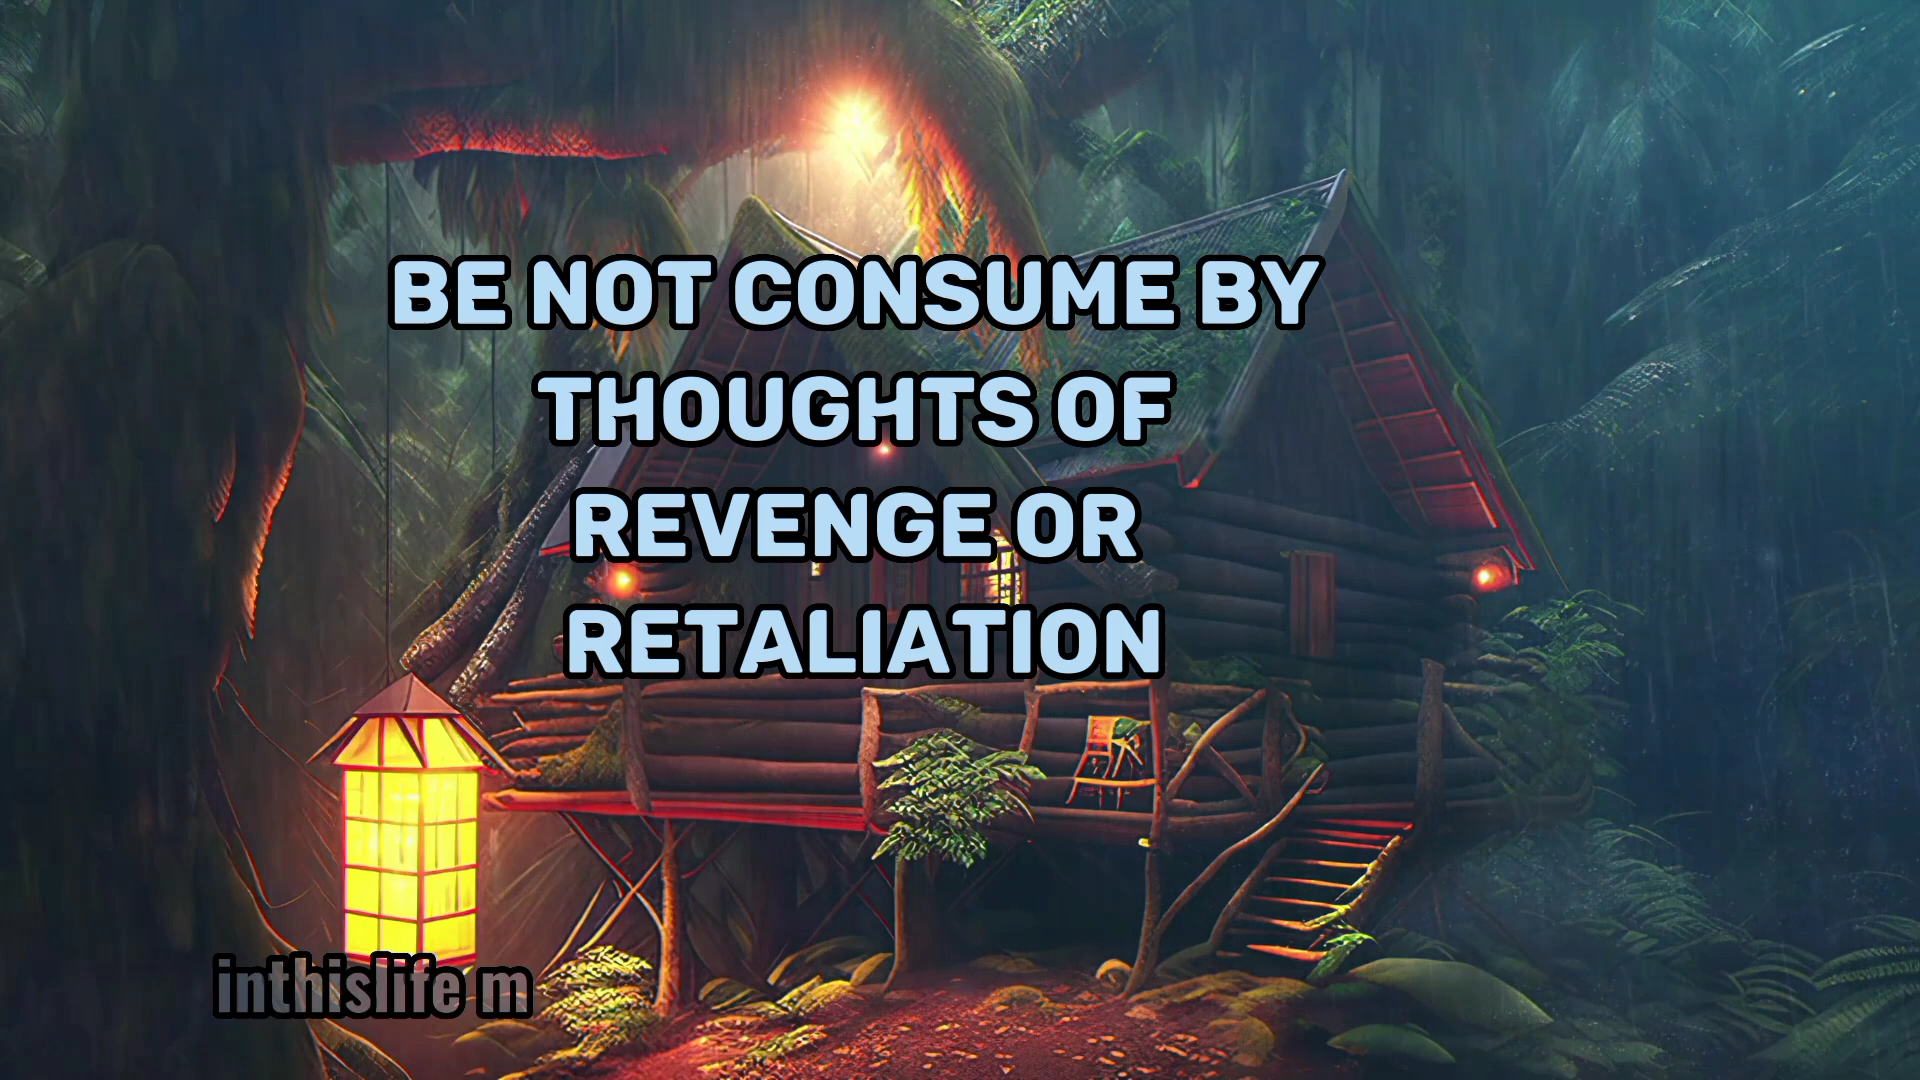 BE NOT CONSUME BY
THOUGHTS OF
REVENGE OR
RETALIATION
inthislife m